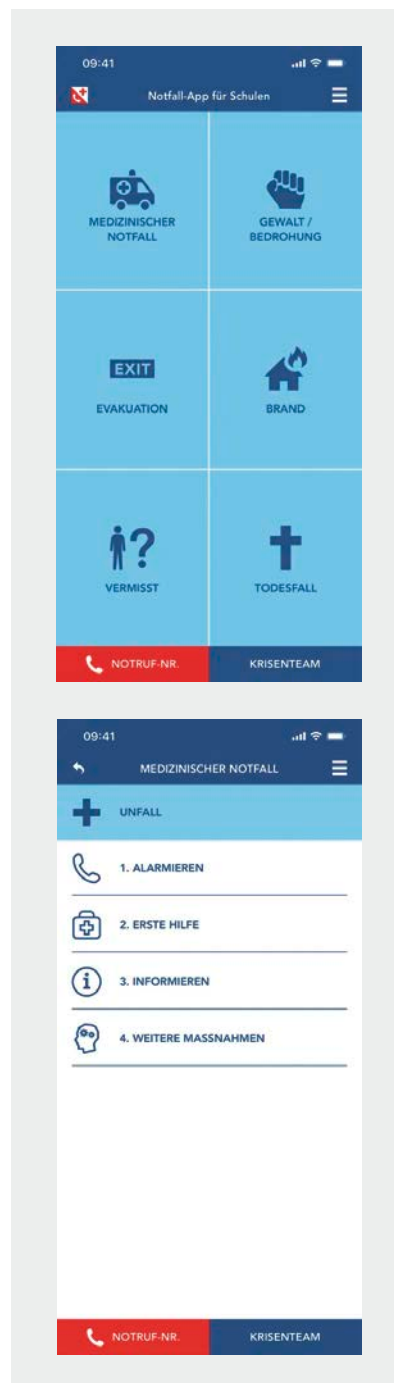 09:41
Notfall-App für Schulen
MEDIZINISCHER
NOTFALL
GEWALT /
BEDROHUNG
EXIT
EVAKUATION
BRAND
?
VERMISST
TODESFALL
NOTRUF-NR.
KRISENTEAM
09:41
MEDIZINISCHER NOTFALL
UNFALL
1. ALARMIEREN
2. ERSTE HILFE
3. INFORMIEREN
4. WEITERE MASSNAHMEN
NOTRUF-NR.
KRISENTEAM